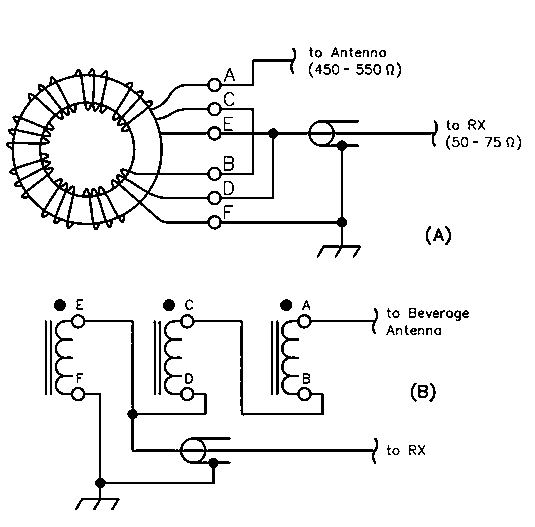 A
to Antenna
(450 - 550 Ω)
C
E
to RX
(50 - 75 Ω)
B
D
F
(A)
E
C
A
to Beverage
Antenna
F
D
B
(B)
to RX